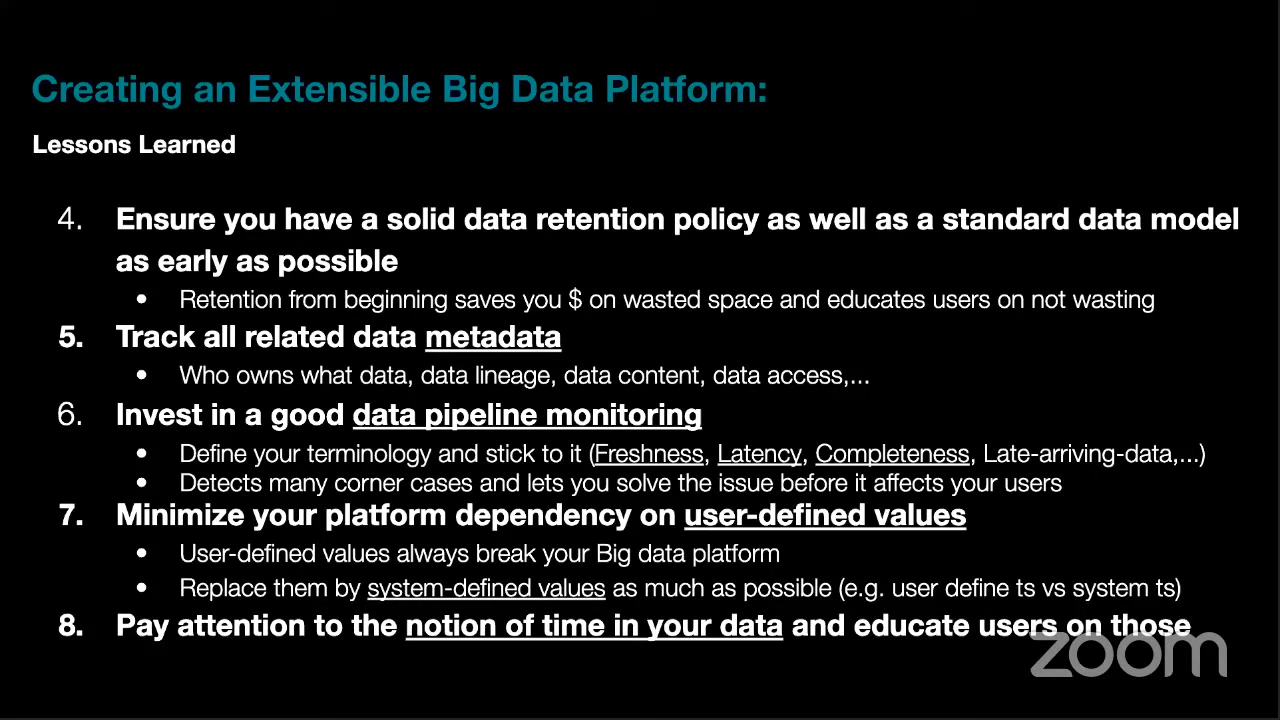 Creating an Extensible Big Data Platform:
Lessons Learned
4. Ensure you have a solid data retention policy as well as a standard data model
as early as possible
• Retention from beginning saves you $ on wasted space and educates users on not wasting
5. Track all related data metadata
• Who owns what data, data lineage, data content, data access,...
6. Invest in a good data pipeline monitoring
• Define your terminology and stick to it (Freshness, Latency, Completeness, Late-arriving-data,...)
• Detects many corner cases and lets you solve the issue before it affects your users
7. Minimize your platform dependency on user-defined values
• User-defined values always break your Big data platform
• Replace them by system-defined values as much as possible (e.g. user define ts vs system ts)
8. Pay attention to the notion of time in your data and educate users on those
zoom